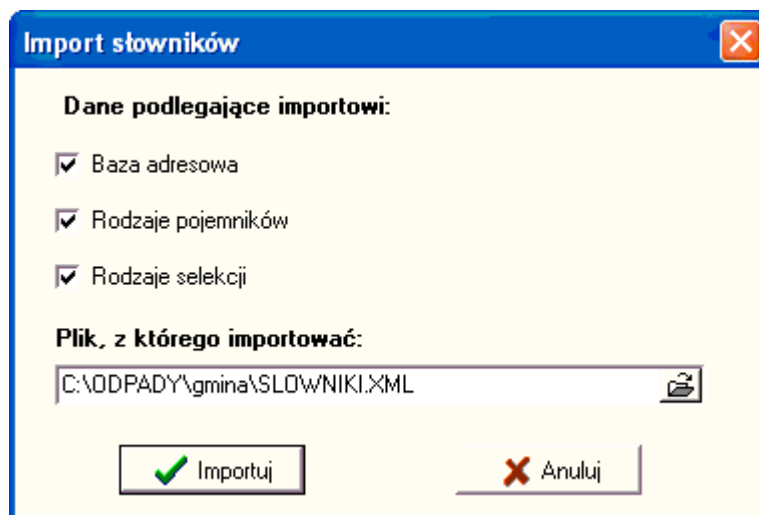 Import słowników
Dane podlegające importowi:
Baza adresowa
Rodzaje pojemników
Rodzaje selekcji
Plik, z którego importować:
C:\ODPADY\gmina\SLOWNIKI.XML
Importuj
Anuluj